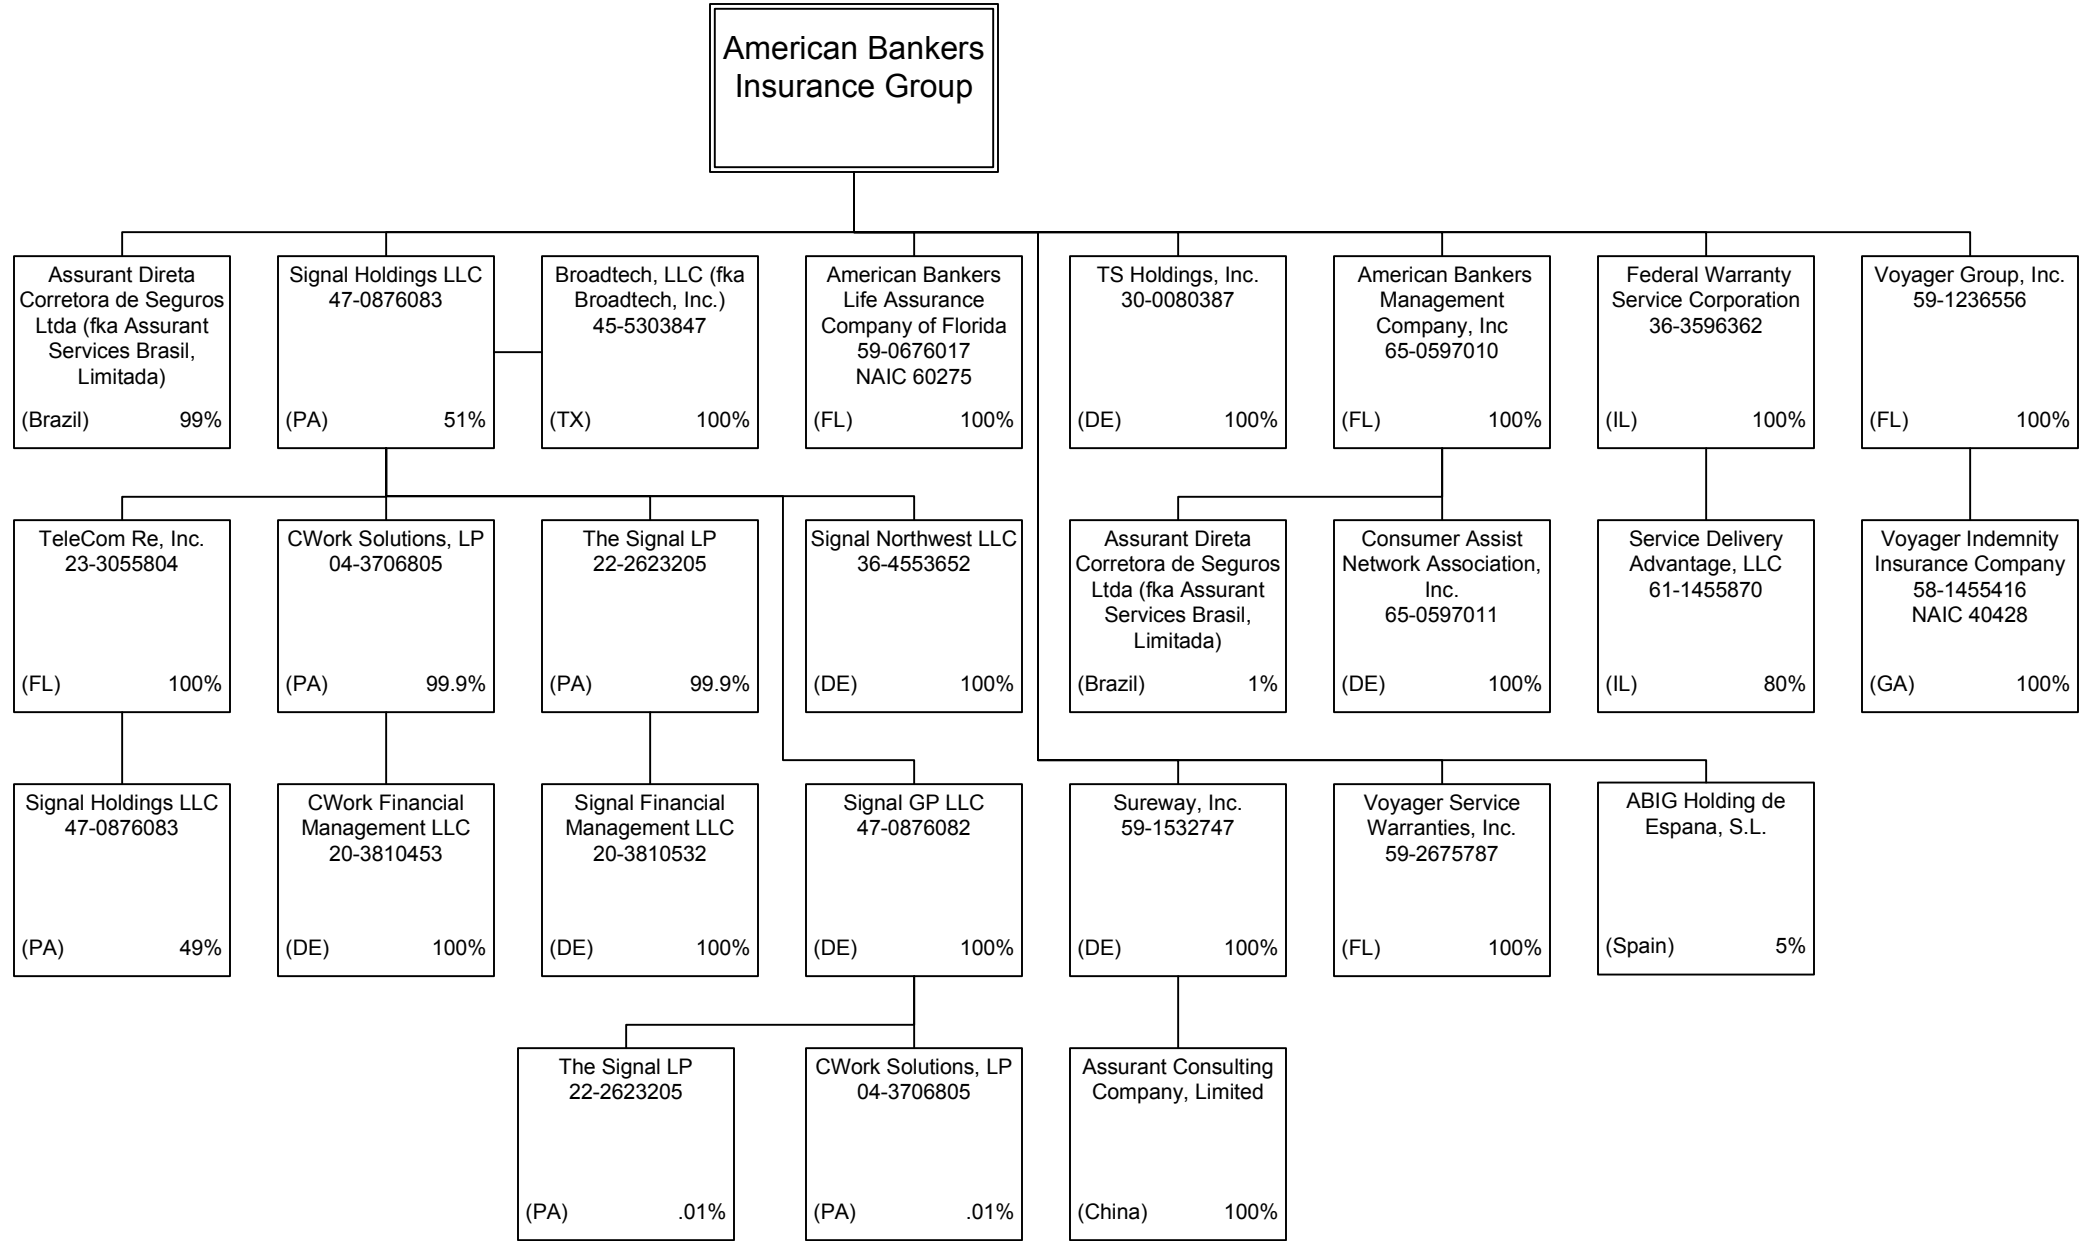 American Bankers
Insurance Group
Assurant Direta
Corretora de Seguros
Ltda (fka Assurant
Services Brasil,
Limitada)
(Brazil) 99%
Signal Holdings LLC
47-0876083
(PA) 51%
Broadtech, LLC (fka
Broadtech, Inc.)
45-5303847
(TX) 100%
American Bankers
Life Assurance
Company of Florida
59-0676017
NAIC 60275
(FL) 100%
TS Holdings, Inc.
30-0080387
(DE) 100%
American Bankers
Management
Company, Inc
65-0597010
(FL) 100%
Federal Warranty
Service Corporation
36-3596362
(IL) 100%
Voyager Group, Inc.
59-1236556
(FL) 100%
TeleCom Re, Inc.
23-3055804
(FL) 100%
CWork Solutions, LP
04-3706805
(PA) 99.9%
The Signal LP
22-2623205
(PA) 99.9%
Signal Northwest LLC
36-4553652
(DE) 100%
Assurant Direta
Corretora de Seguros
Ltda (fka Assurant
Services Brasil,
Limitada)
(Brazil) 1%
Consumer Assist
Network Association,
Inc.
65-0597011
(DE) 100%
Service Delivery
Advantage, LLC
61-1455870
(IL) 80%
Voyager Indemnity
Insurance Company
58-1455416
NAIC 40428
(GA) 100%
Signal Holdings LLC
47-0876083
(PA) 49%
CWork Financial
Management LLC
20-3810453
(DE) 100%
Signal Financial
Management LLC
20-3810532
(DE) 100%
Signal GP LLC
47-0876082
(DE) 100%
Sureway, Inc.
59-1532747
(DE) 100%
Voyager Service
Warranties, Inc.
59-2675787
(FL) 100%
ABIG Holding de
Espana, S.L.
(Spain) 5%
The Signal LP
22-2623205
(PA) .01%
CWork Solutions, LP
04-3706805
(PA) .01%
Assurant Consulting
Company, Limited
(China) 100%